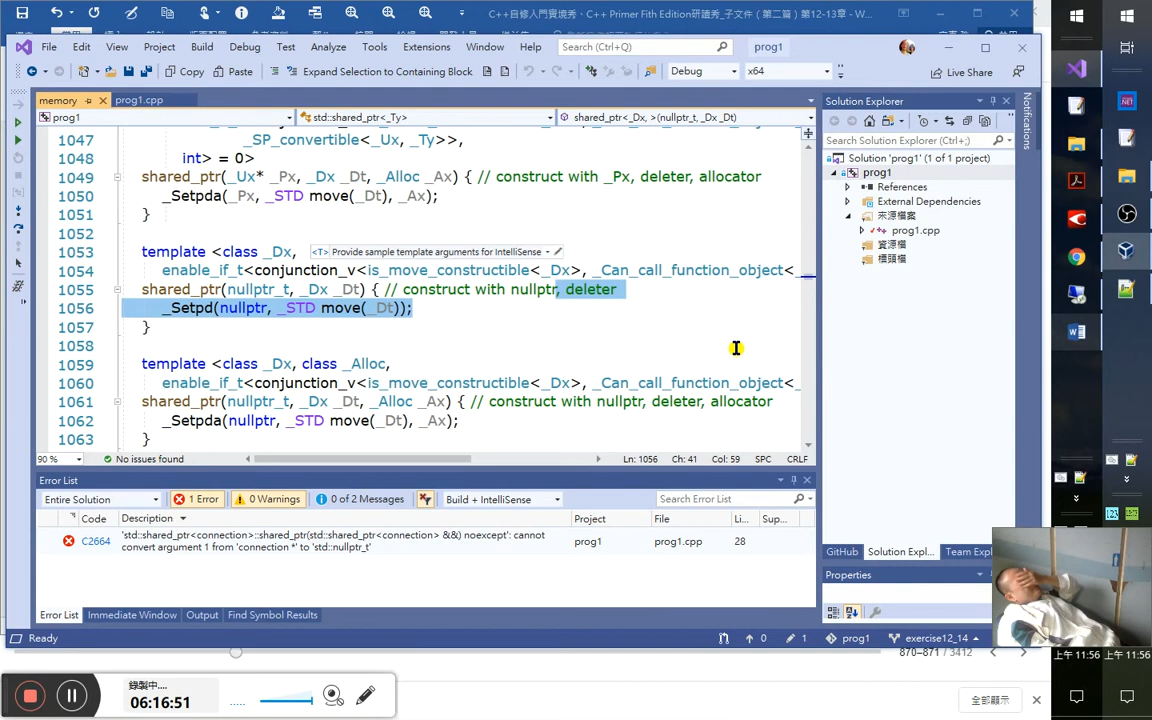 C++自修入門實境秀、C++ Primer Fith Edition研讀秀_子文件（第二篇）第12-13章 - W...
File Edit View Project Build Debug Test Analyze Tools Extensions Window Help Search (Ctrl+Q) prog1
Copy Paste Expand Selection to Containing Block Debug x64 Live Share
memory prog1.cpp
prog1 std::shared_ptr<_Ty> shared_ptr<_Dx, >(nullptr_t, _Dx _Dt)
1047 _SP_convertible<_Ux, _Ty>>,
1048 int> = 0>
1049 shared_ptr(_Ux* _Px, _Dx _Dt, _Alloc _Ax) { // construct with _Px, deleter, allocator
1050 _Setpda(_Px, _STD move(_Dt), _Ax);
1051 }
1052
1053 template <class _Dx, <T> Provide sample template arguments for IntelliSense
1054 enable_if_t<conjunction_v<is_move_constructible<_Dx>, _Can_call_function_object<_
1055 shared_ptr(nullptr_t, _Dx _Dt) { // construct with nullptr, deleter
1056 _Setpd(nullptr, _STD move(_Dt));
1057 }
1058
1059 template <class _Dx, class _Alloc,
1060 enable_if_t<conjunction_v<is_move_constructible<_Dx>, _Can_call_function_object<_
1061 shared_ptr(nullptr_t, _Dx _Dt, _Alloc _Ax) { // construct with nullptr, deleter, allocator
1062 _Setpda(nullptr, _STD move(_Dt), _Ax);
1063 }
90 % No issues found Ln: 1056 Ch: 41 Col: 59 SPC CRLF
Solution Explorer
Search Solution Explorer (Ctrl+;)
Solution 'prog1' (1 of 1 project)
prog1
References
External Dependencies
來源檔案
prog1.cpp
資源檔
標頭檔
Notifications
GitHub Solution Expl... Team Expl
Properties
Error List
Entire Solution 1 Error 0 Warnings 0 of 2 Messages Build + IntelliSense Search Error List
Code Description Project File Li... Sup...
C2664 'std::shared_ptr<connection>::shared_ptr(std::shared_ptr<connection> &&) noexcept': cannot
convert argument 1 from 'connection *' to 'std::nullptr_t' prog1 prog1.cpp 28
Error List Immediate Window Output Find Symbol Results
Ready 0 1 prog1 exercise12_14
870–871 / 3412
上午 11:56 上午 11:56
錄製中...
06:16:51
全部顯示